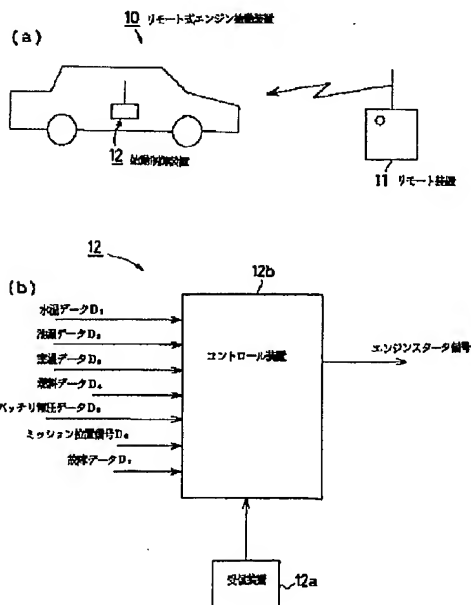 (a)
10 リモート式エンジン始動装置
12 始動制御装置
11 リモート装置
12
(b)
12b
水温データD₁
油温データD₂
室温データD₃
燃料データD₄
バッテリ電圧データD₅
ミッション位置信号D₆
故障データD₇
コントロール装置
エンジンスタータ信号
受信装置
12a